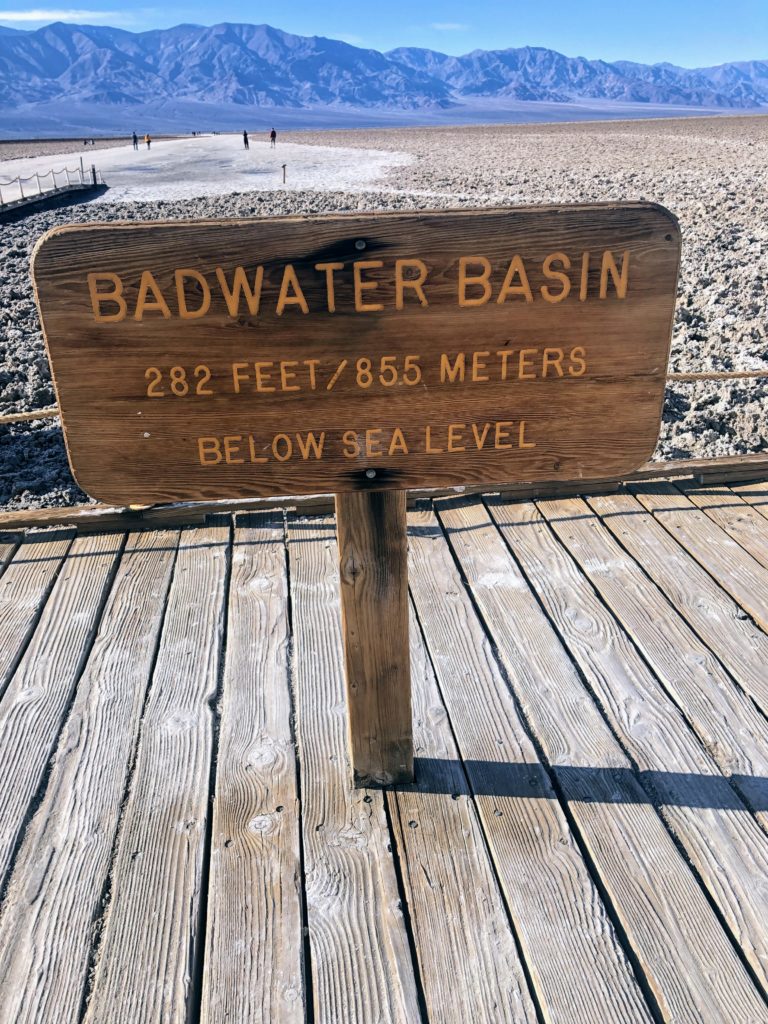 BADWATER BASIN
282 FEET/855 METERS
BELOW SEA LEVEL